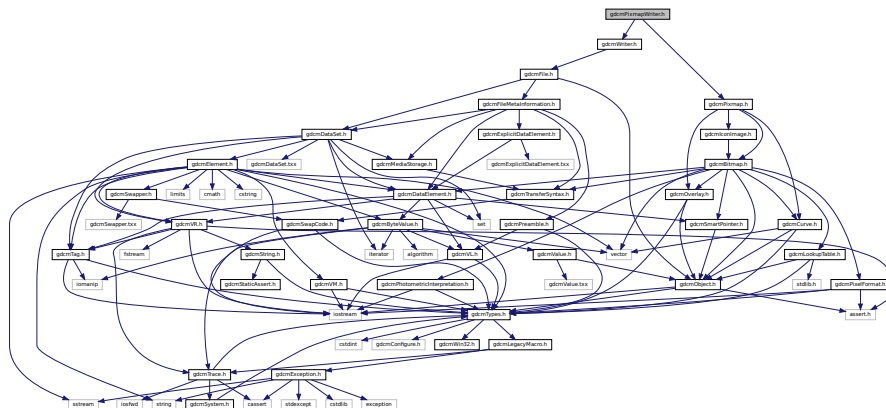 gdcmPixmapWriter.h
gdcmWriter.h
gdcmFile.h
gdcmFileMetaInformation.h
gdcmPixmap.h
gdcmDataSet.h
gdcmExplicitDataElement.h
gdcmIconImage.h
gdcmElement.h
gdcmDataSet.txx
gdcmMediaStorage.h
gdcmExplicitDataElement.txx
gdcmBitmap.h
gdcmSwapper.h
limits
cmath
cstring
gdcmDataElement.h
gdcmTransferSyntax.h
gdcmOverlay.h
gdcmSwapper.txx
gdcmVR.h
gdcmSwapCode.h
gdcmByteValue.h
set
gdcmPreamble.h
gdcmSmartPointer.h
gdcmCurve.h
gdcmTag.h
fstream
gdcmString.h
iterator
algorithm
gdcmVL.h
gdcmValue.h
vector
gdcmLookupTable.h
iomanip
gdcmStaticAssert.h
gdcmVM.h
gdcmPhotometricInterpretation.h
gdcmValue.txx
gdcmObject.h
stdlib.h
gdcmPixelFormat.h
iostream
gdcmTypes.h
assert.h
cstdint
gdcmConfigure.h
gdcmWin32.h
gdcmLegacyMacro.h
gdcmTrace.h
gdcmException.h
sstream
iosfwd
string
gdcmSystem.h
cassert
stdexcept
cstdlib
exception